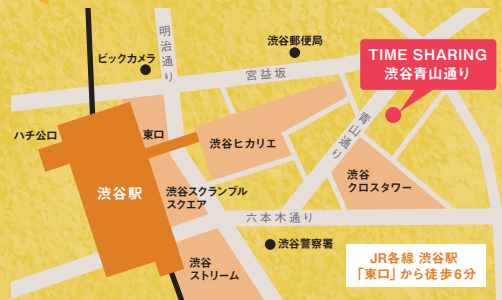 明治通り
ビックカメラ
渋谷郵便局
TIME SHARING
渋谷青山通り
宮益坂
ハチ公口
東口
渋谷ヒカリエ
青山通り
渋谷駅
渋谷スクランブル
スクエア
渋谷
クロスタワー
六本木通り
渋谷警察署
渋谷
ストリーム
JR各線 渋谷駅
「東口」から徒歩6分